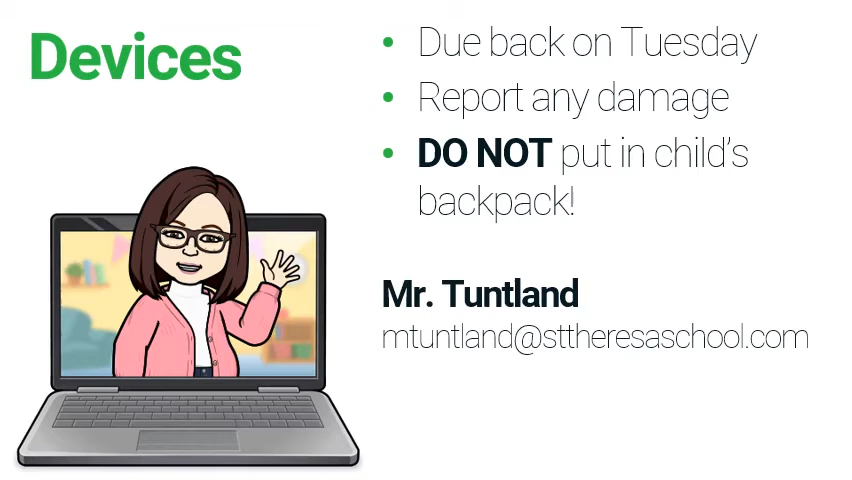 Devices
• Due back on Tuesday
• Report any damage
• DO NOT put in child's
backpack!
Mr. Tuntland
mtuntland@sttheresaschool.com